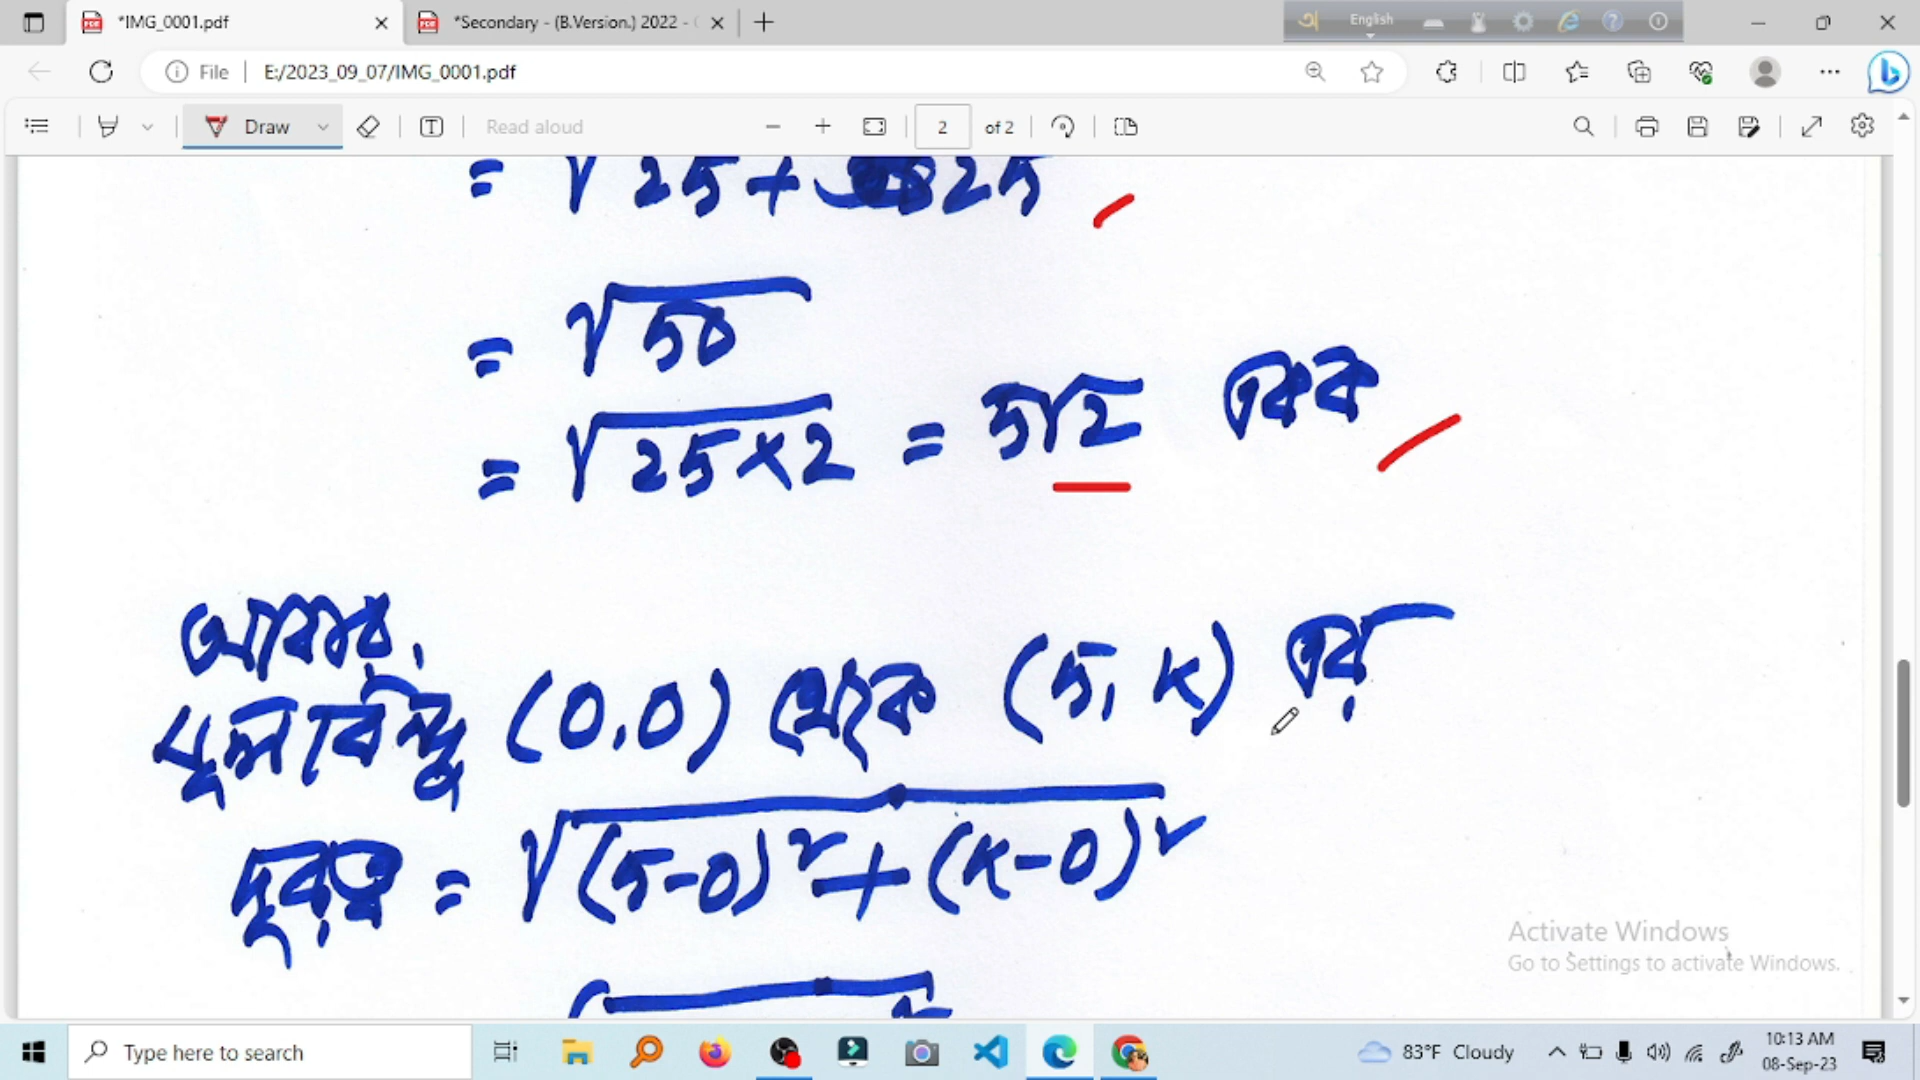 *IMG_0001.pdf
*Secondary - (B.Version.) 2022 -
English
File
E:/2023_09_07/IMG_0001.pdf
Draw
Read aloud
2 of 2
= √25+ 25
= √50
= √25×2 = 5√2 একক
আবার,
মূলবিন্দু (0,0) থেকে (5, k) এর
দূরত্ব = √(5-0)²+(k-0)²
Activate Windows
Go to Settings to activate Windows.
Type here to search
83°F Cloudy
10:13 AM
08-Sep-23